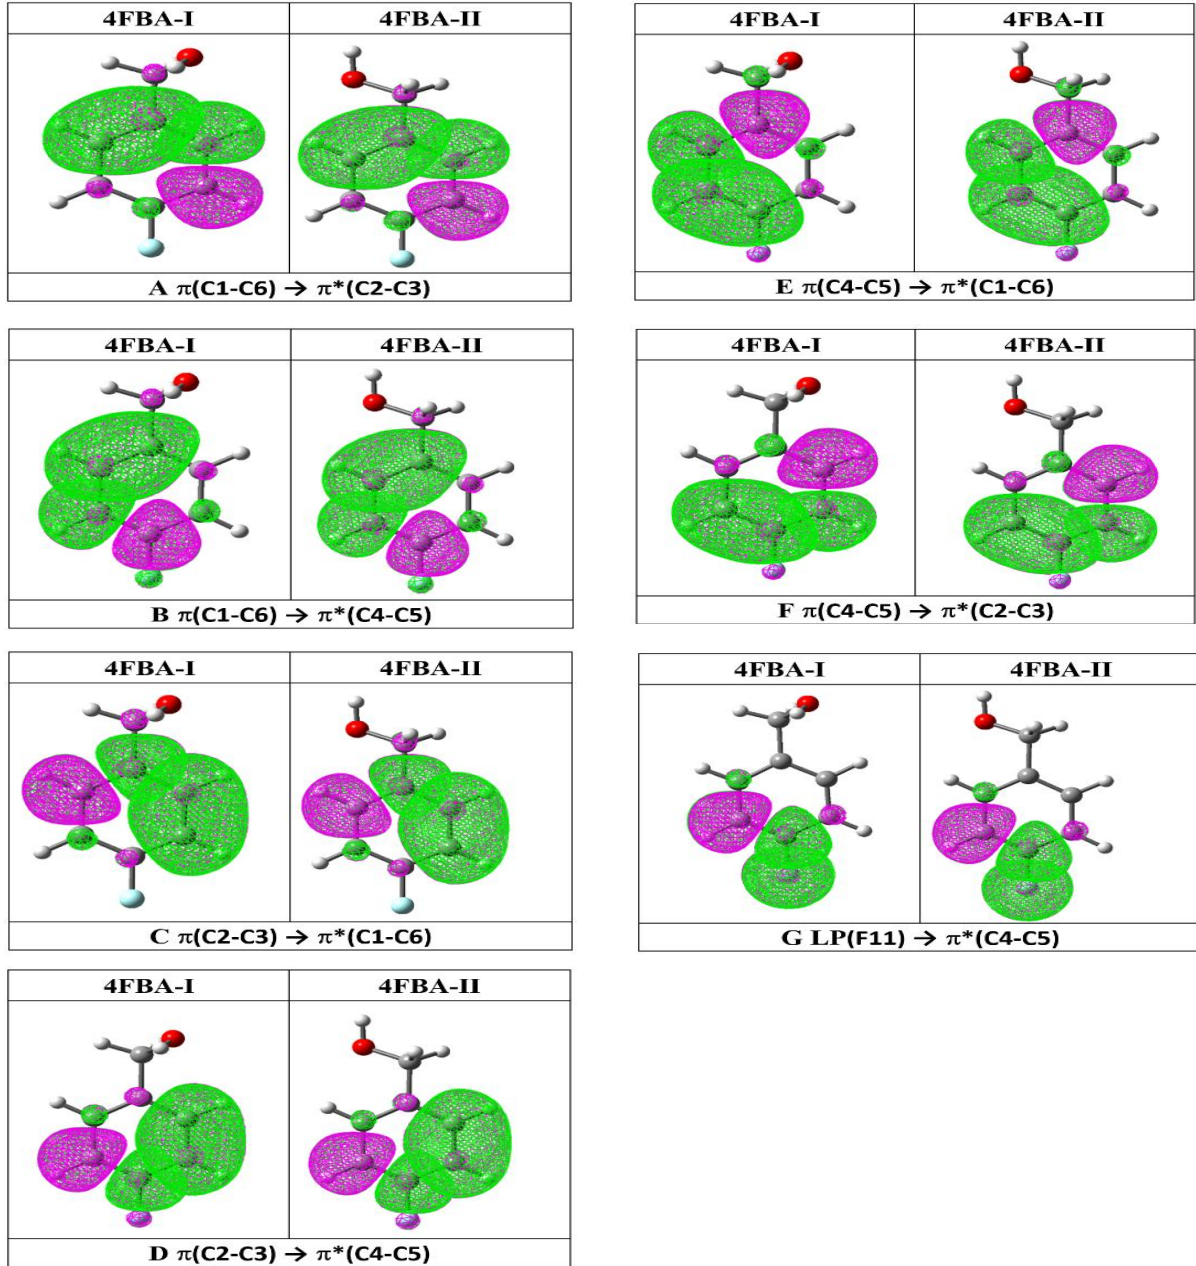 4FBA-I 4FBA-II
A π(C1-C6) → π*(C2-C3)
4FBA-I 4FBA-II
B π(C1-C6) → π*(C4-C5)
4FBA-I 4FBA-II
C π(C2-C3) → π*(C1-C6)
4FBA-I 4FBA-II
D π(C2-C3) → π*(C4-C5)
4FBA-I 4FBA-II
E π(C4-C5) → π*(C1-C6)
4FBA-I 4FBA-II
F π(C4-C5) → π*(C2-C3)
4FBA-I 4FBA-II
G LP(F11) → π*(C4-C5)